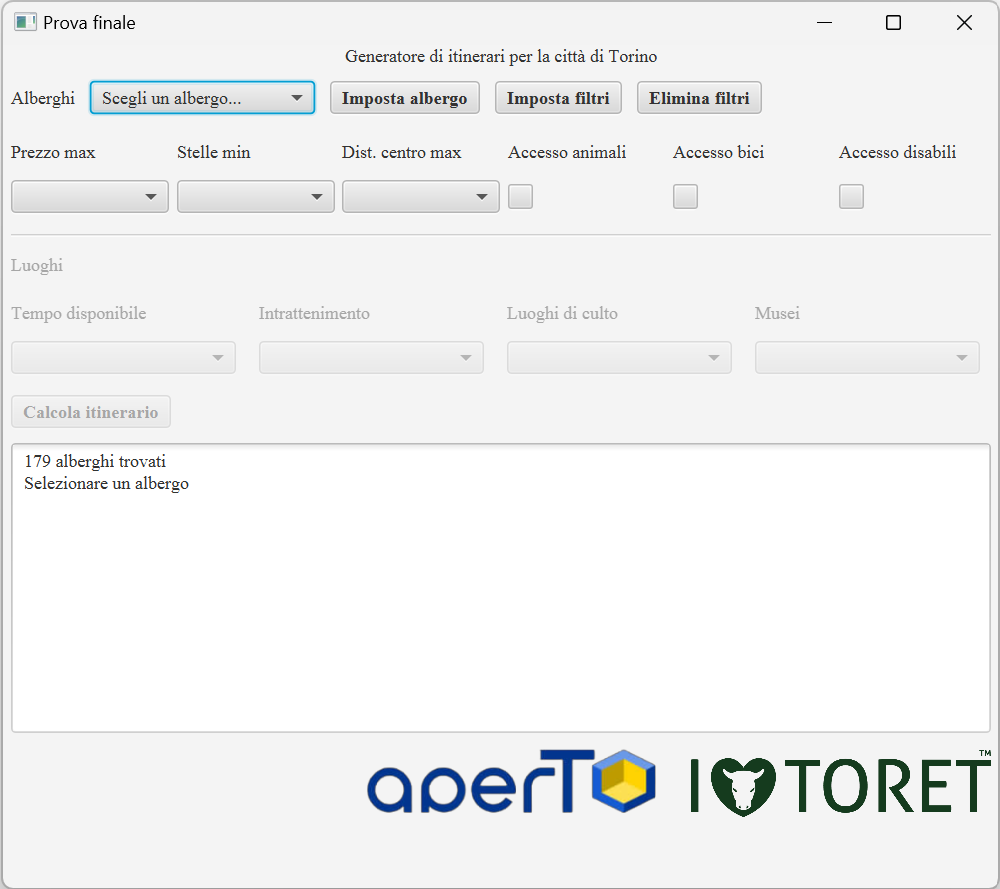 Prova finale
Generatore di itinerari per la città di Torino
Alberghi Scegli un albergo... Imposta albergo Imposta filtri Elimina filtri
Prezzo max Stelle min Dist. centro max Accesso animali Accesso bici Accesso disabili
Luoghi
Tempo disponibile Intrattenimento Luoghi di culto Musei
Calcola itinerario
179 alberghi trovati
Selezionare un albergo
aperTO I TORET™